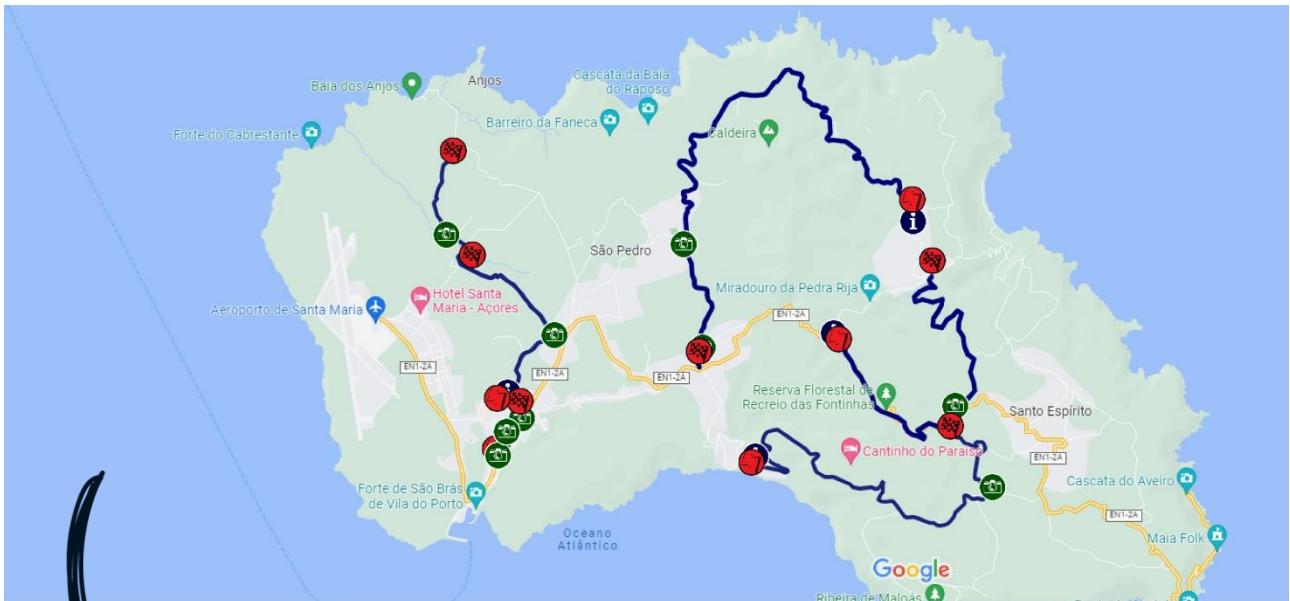 Anjos
Baia dos Anjos
Cascata da Baía
do Raposo
Barreiro da Faneca
Forte do Cabrestante
Caldeira
São Pedro
Miradouro da Pedra Rija
Hotel Santa
Maria - Açores
Aeroporto de Santa Maria
EN1-2A
EN1-2A
EN1-2A
EN1-2A
Reserva Florestal de
Recreio das Fontinhas
Santo Espírito
Cantinho do Paraíso
EN1-2A
Cascata do Aveiro
Forte de São Brás
de Vila do Porto
EN1-2A
Oceano
Atlântico
Maia Folk
Google
Ribeira de Maloás